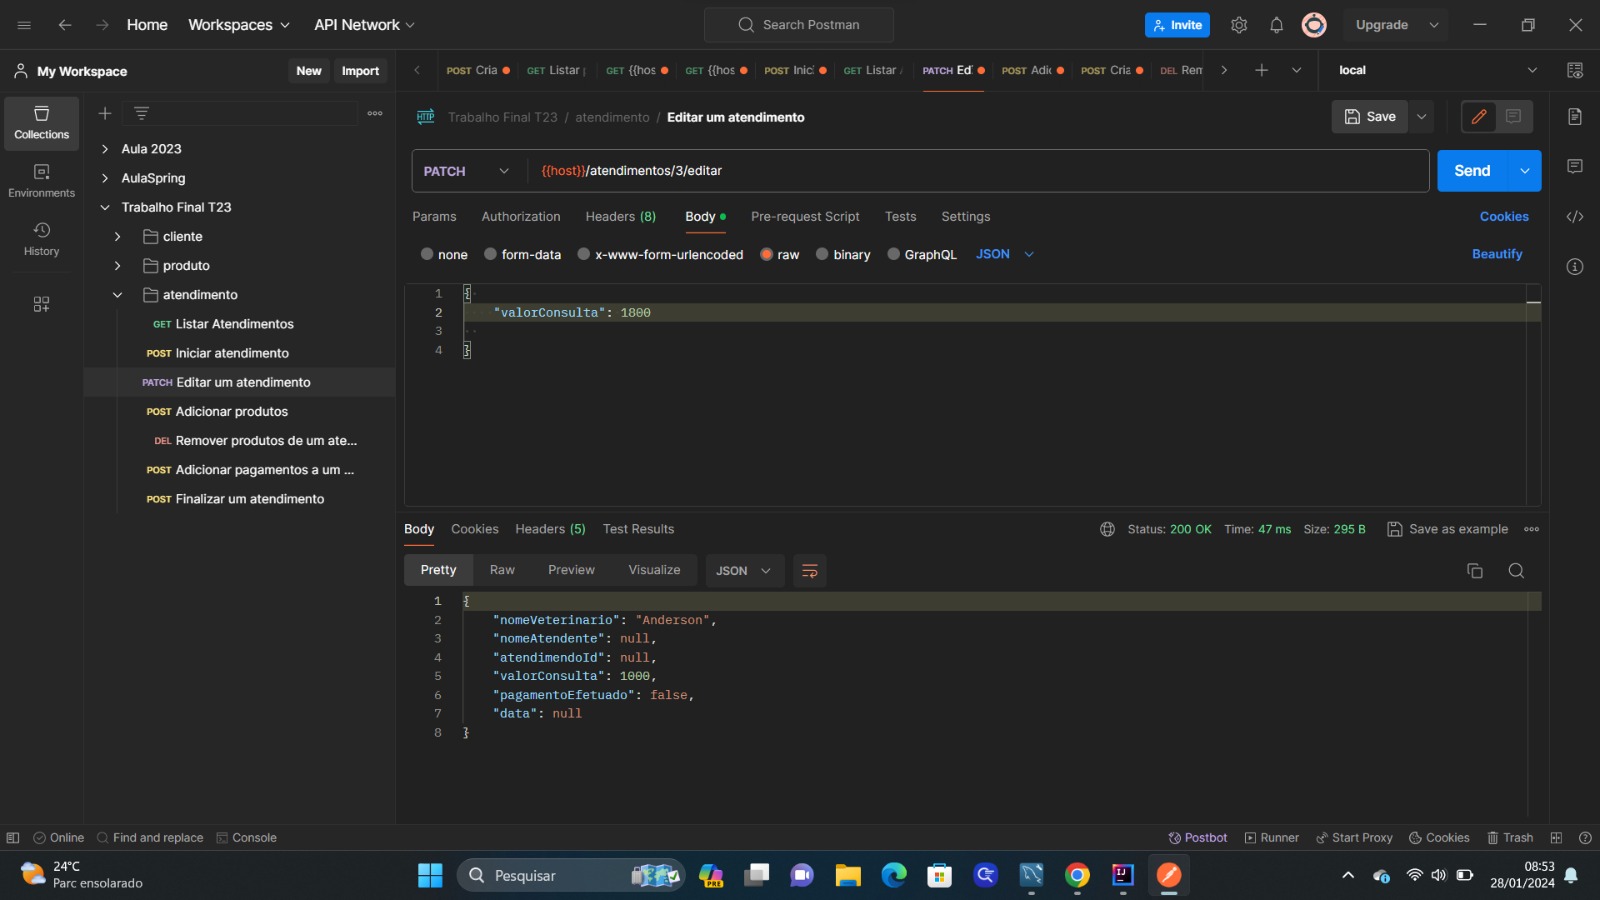 Home Workspaces API Network Search Postman Invite Upgrade
My Workspace New Import POST Cria GET Listar GET {{hos GET {{hos POST Inic GET Listar PATCH Ed POST Adic POST Cria DEL Rem local
HTTP Trabalho Final T23 / atendimento / Editar um atendimento Save
Collections
Environments
History
Aula 2023
AulaSpring
Trabalho Final T23
cliente
produto
atendimento
GET Listar Atendimentos
POST Iniciar atendimento
PATCH Editar um atendimento
POST Adicionar produtos
DEL Remover produtos de um ate...
POST Adicionar pagamentos a um ...
POST Finalizar um atendimento
PATCH {{host}}/atendimentos/3/editar Send
Params Authorization Headers (8) Body Pre-request Script Tests Settings Cookies
none form-data x-www-form-urlencoded raw binary GraphQL JSON Beautify
1 {
2 "valorConsulta": 1800
3
4 }
Body Cookies Headers (5) Test Results Status: 200 OK Time: 47 ms Size: 295 B Save as example
Pretty Raw Preview Visualize JSON
1 {
2 "nomeVeterinario": "Anderson",
3 "nomeAtendente": null,
4 "atendimendoId": null,
5 "valorConsulta": 1000,
6 "pagamentoEfetuado": false,
7 "data": null
8 }
Online Find and replace Console Postbot Runner Start Proxy Cookies Trash
24°C
Parc ensolarado
Pesquisar
PRE
IJ
08:53
28/01/2024